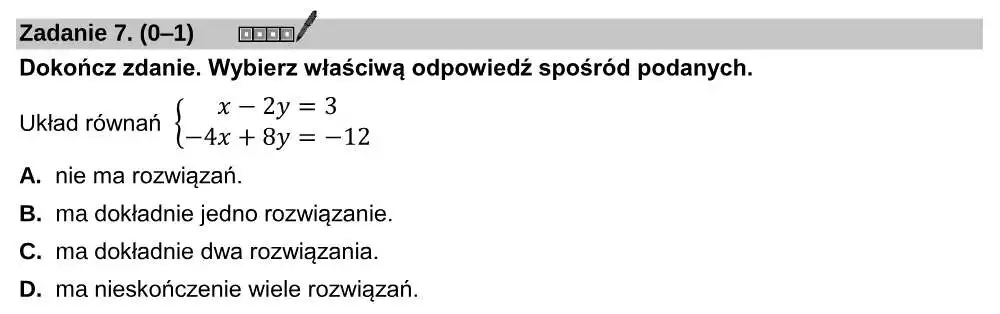 Zadanie 7. (0–1)
Dokończ zdanie. Wybierz właściwą odpowiedź spośród podanych.
Układ równań { x − 2y = 3
−4x + 8y = −12
A. nie ma rozwiązań.
B. ma dokładnie jedno rozwiązanie.
C. ma dokładnie dwa rozwiązania.
D. ma nieskończenie wiele rozwiązań.